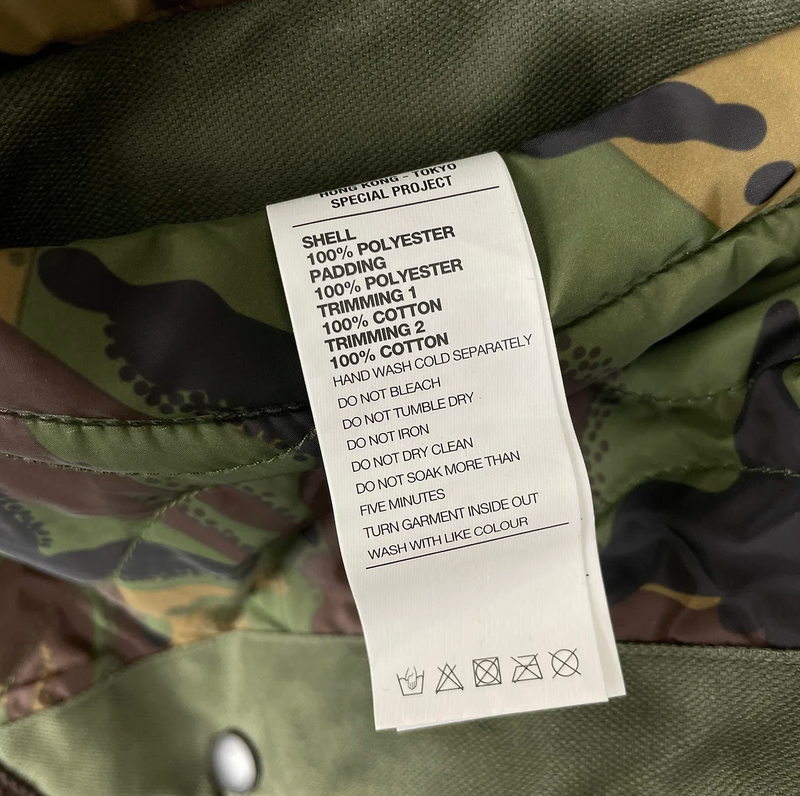 HONG KONG - TOKYO
SPECIAL PROJECT
SHELL
100% POLYESTER
PADDING
100% POLYESTER
TRIMMING 1
100% COTTON
TRIMMING 2
100% COTTON
HAND WASH COLD SEPARATELY
DO NOT BLEACH
DO NOT TUMBLE DRY
DO NOT IRON
DO NOT DRY CLEAN
DO NOT SOAK MORE THAN
FIVE MINUTES
TURN GARMENT INSIDE OUT
WASH WITH LIKE COLOUR